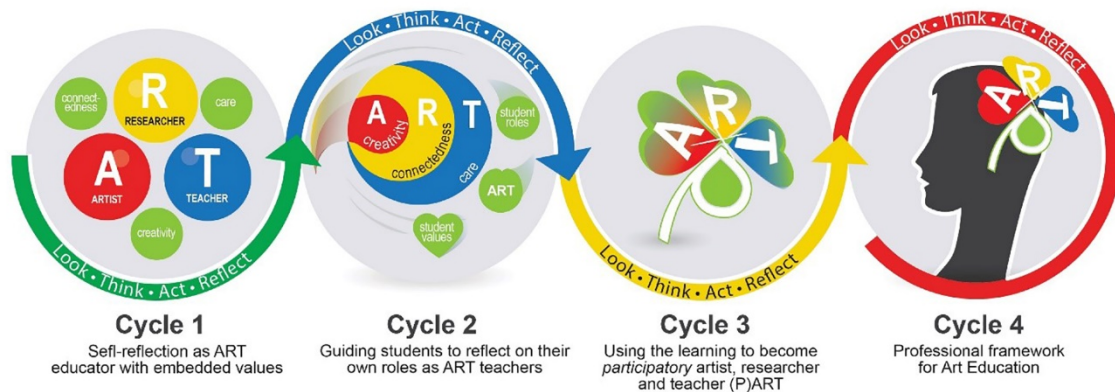 connect-
edness
R
RESEARCHER
care
A
ARTIST
T
TEACHER
creativity
Look • Think • Act • Reflect
Cycle 1
Sefl-reflection as ART
educator with embedded values
Look • Think • Act • Reflect
A R T
creativity
connectedness
care
student
roles
ART
student
values
Cycle 2
Guiding students to reflect on their
own roles as ART teachers
A R T
P
Look • Think • Act • Reflect
Cycle 3
Using the learning to become
participatory artist, researcher
and teacher (P)ART
Look • Think • Act • Reflect
A R T
P
Cycle 4
Professional framework
for Art Education